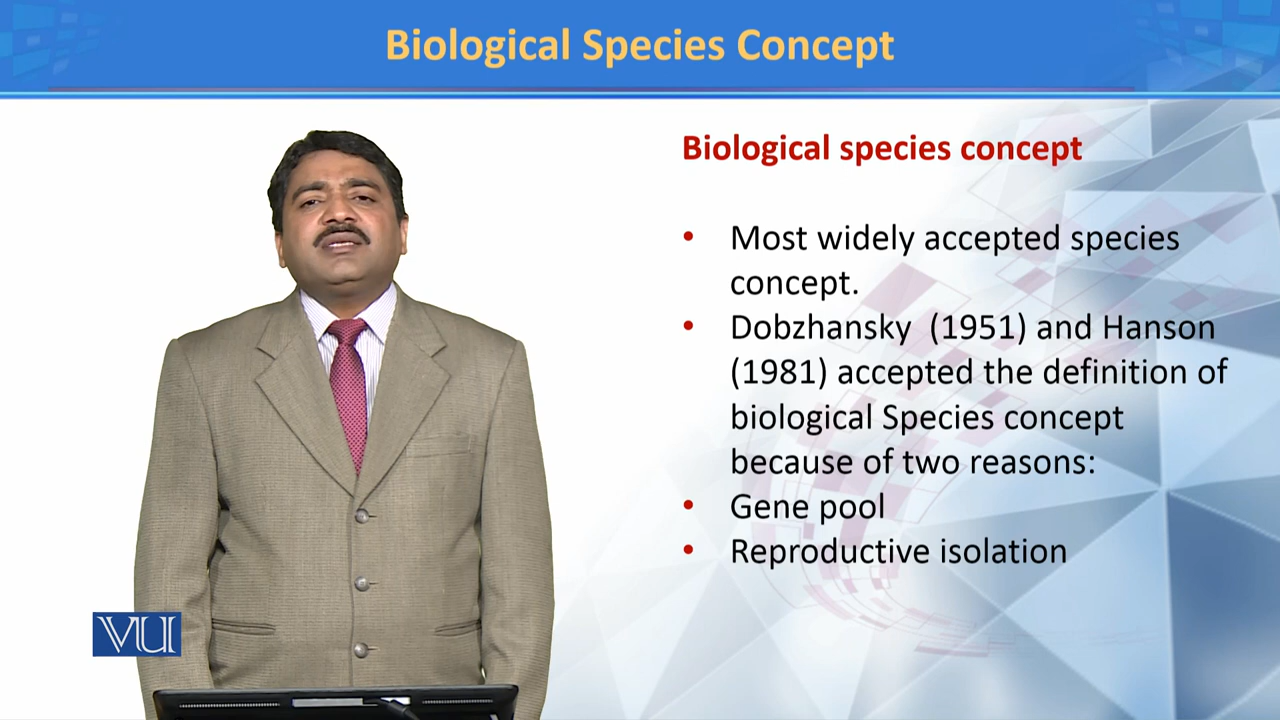 Biological Species Concept
Biological species concept
• Most widely accepted species
concept.
• Dobzhansky (1951) and Hanson
(1981) accepted the definition of
biological Species concept
because of two reasons:
• Gene pool
• Reproductive isolation
VU